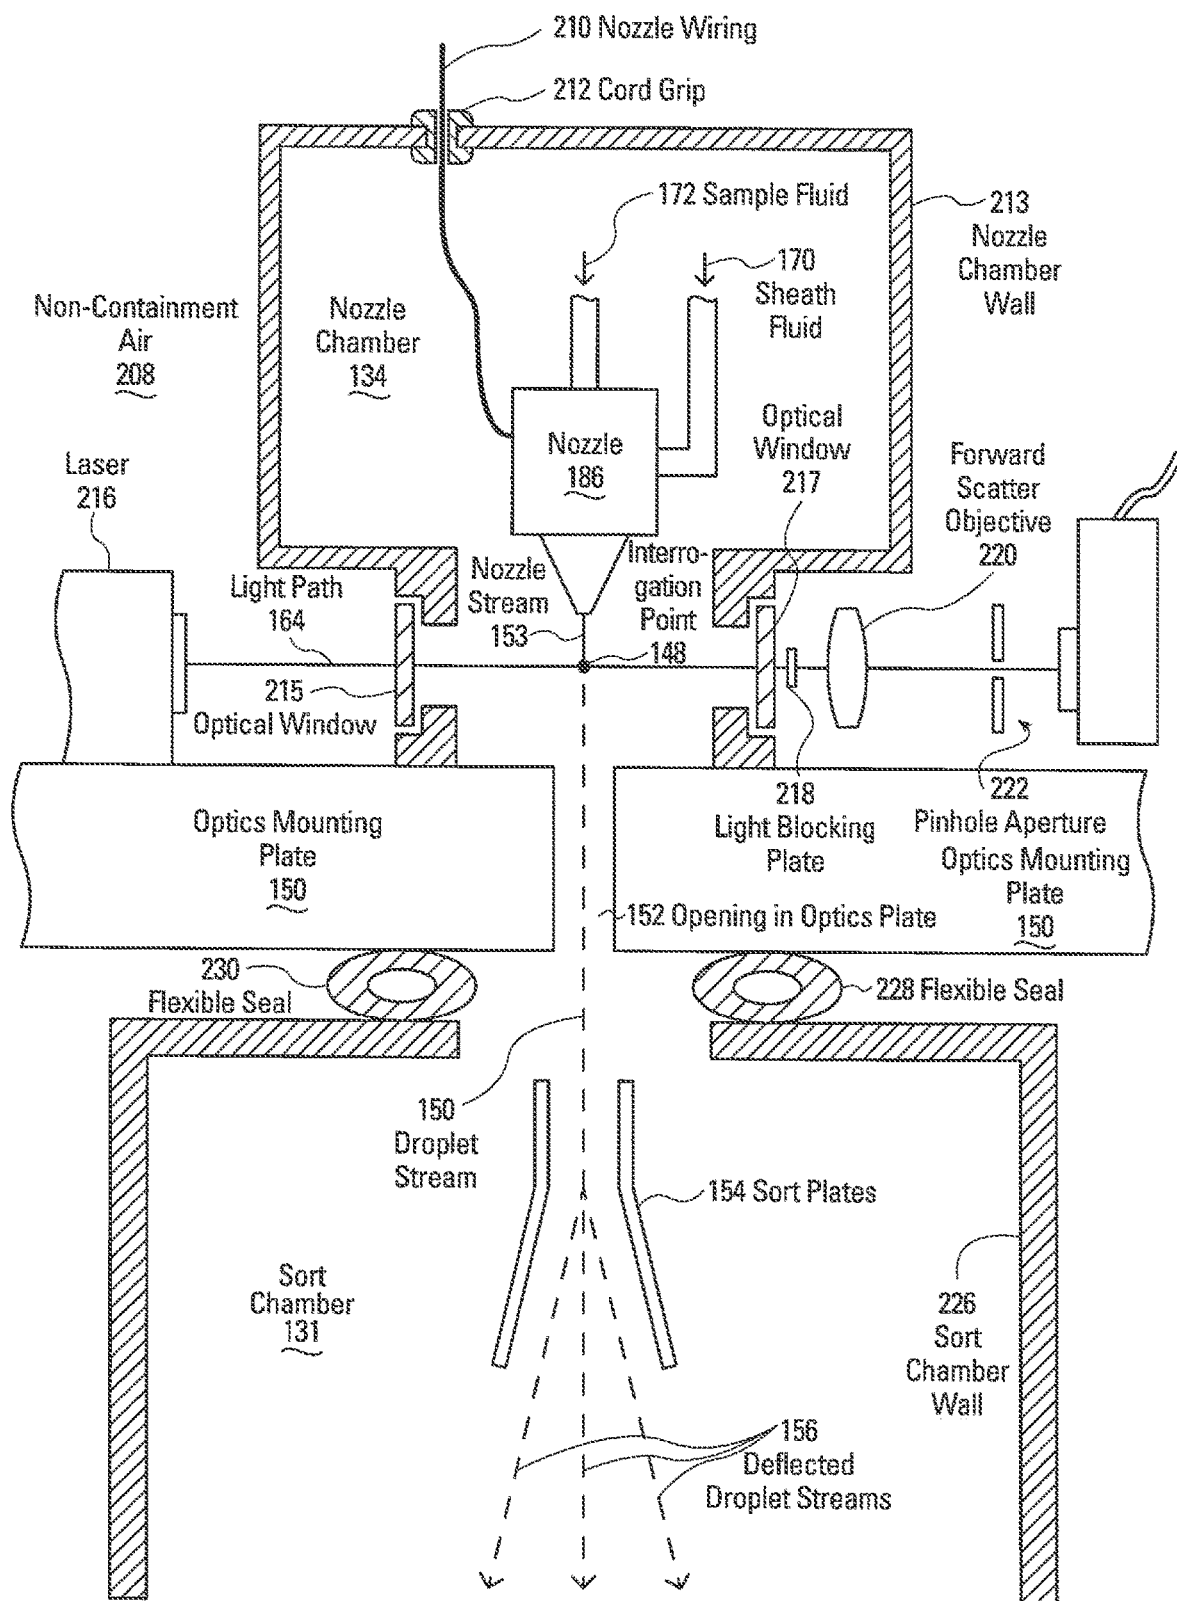 210 Nozzle Wiring
212 Cord Grip
172 Sample Fluid
213
Nozzle
Chamber
Wall
170
Sheath
Fluid
Non-Containment
Air
208
Nozzle
Chamber
134
Optical
Window
217
Nozzle
186
Laser
216
Forward
Scatter
Objective
220
Light Path
164
Nozzle
Stream
153
Interro-
gation
Point
148
215
Optical Window
218
Light Blocking
Plate
222
Pinhole Aperture
Optics Mounting
Plate
150
Optics Mounting
Plate
150
152 Opening in Optics Plate
230
Flexible Seal
228 Flexible Seal
150
Droplet
Stream
154 Sort Plates
Sort
Chamber
131
226
Sort
Chamber
Wall
156
Deflected
Droplet Streams